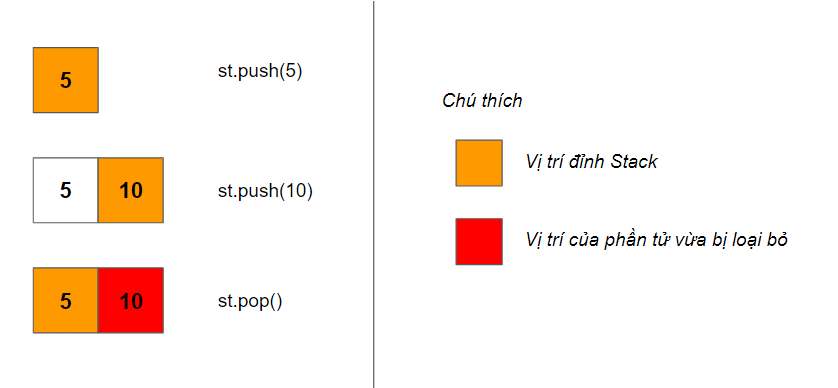 5
st.push(5)
5 10
st.push(10)
5 10
st.pop()
Chú thích
Vị trí đỉnh Stack
Vị trí của phần tử vừa bị loại bỏ